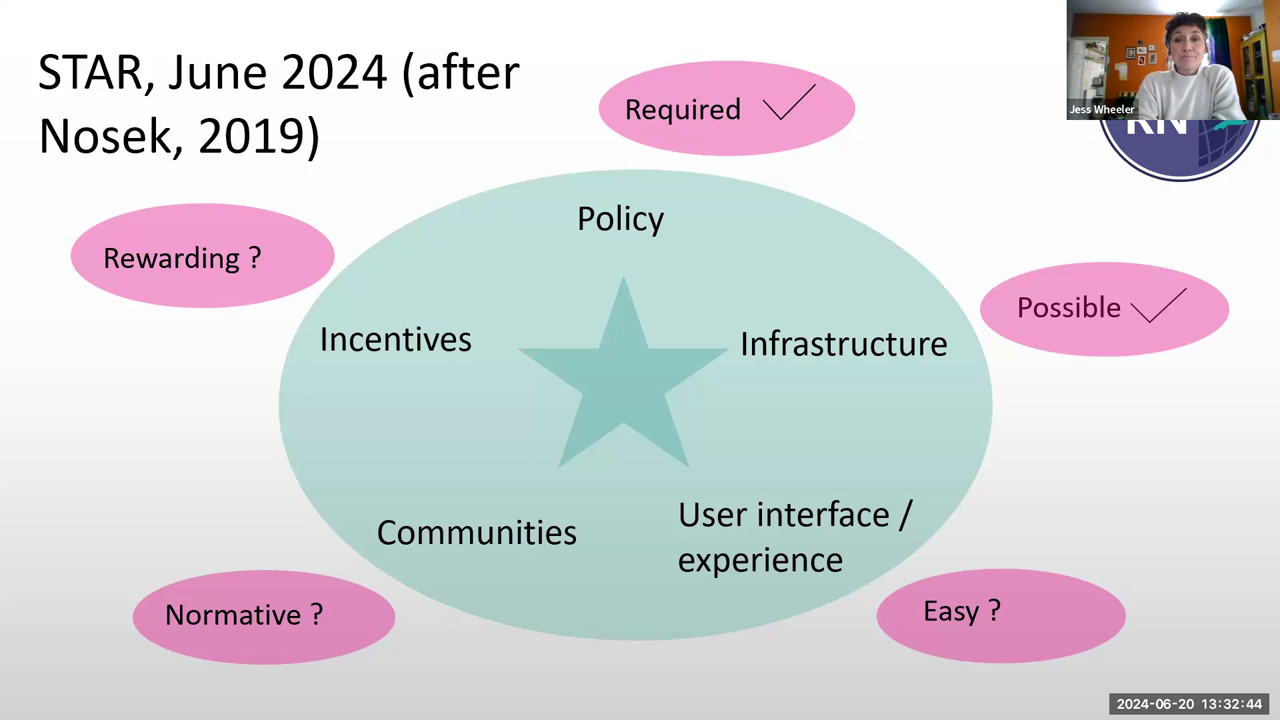 STAR, June 2024 (after
Nosek, 2019)
Required
Jess Wheeler
RN
Policy
Rewarding ?
Possible
Incentives
Infrastructure
Communities
User interface /
experience
Normative ?
Easy ?
2024-06-20 13:32:44